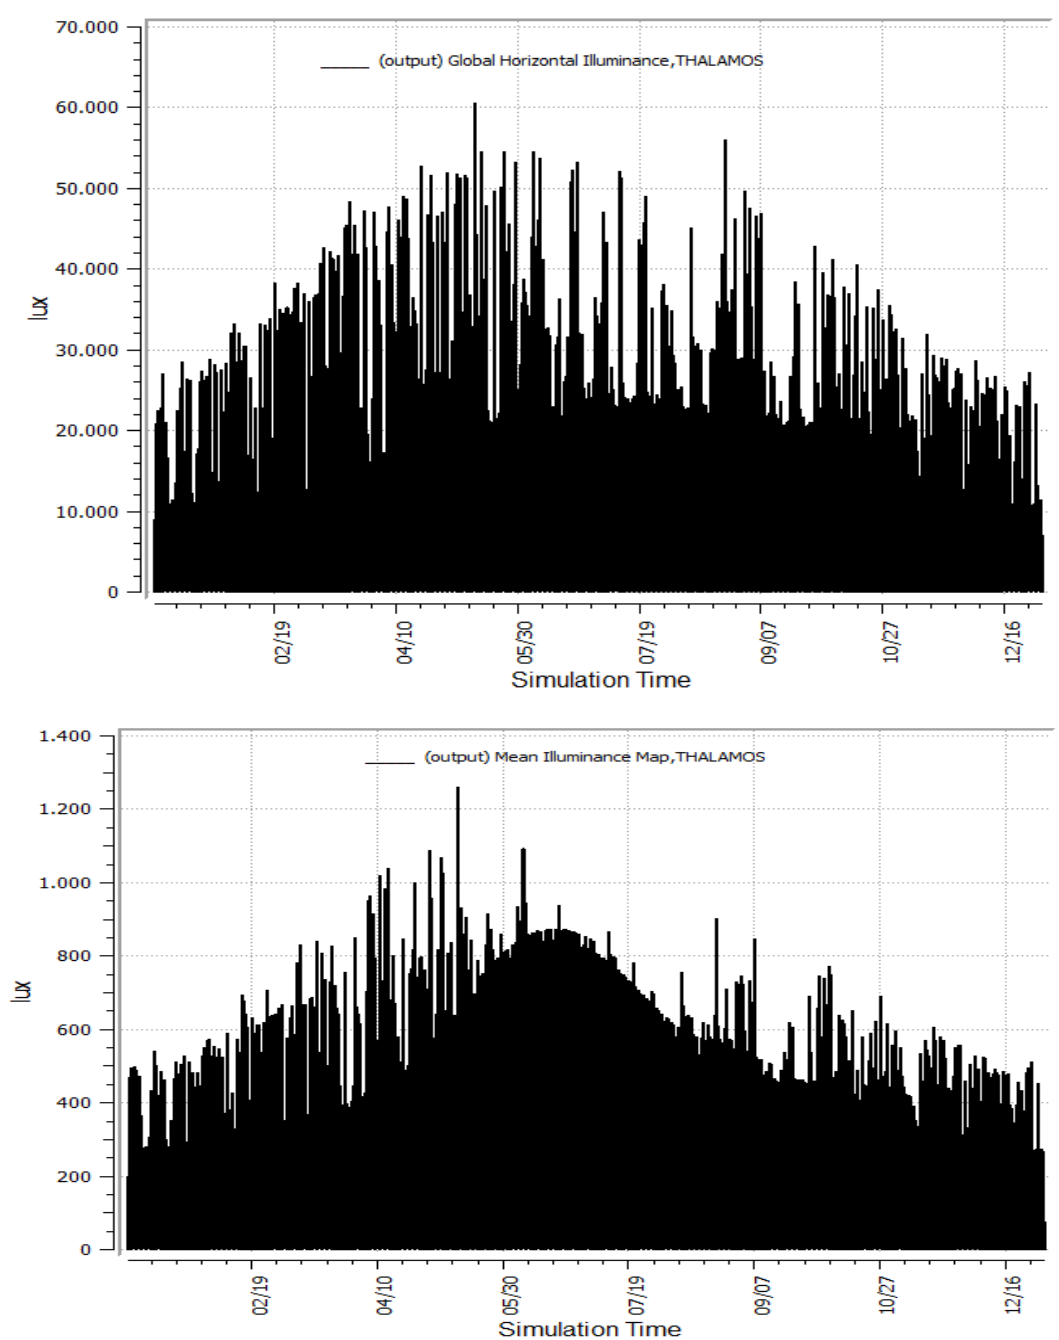 70.000
(output) Global Horizontal Illuminance,THALAMOS
60.000
50.000
40.000
lux
30.000
20.000
10.000
0
02/19 04/10 05/30 07/19 09/07 10/27 12/16
Simulation Time
1.400
(output) Mean Illuminance Map,THALAMOS
1.200
1.000
800
lux
600
400
200
0
02/19 04/10 05/30 07/19 09/07 10/27 12/16
Simulation Time